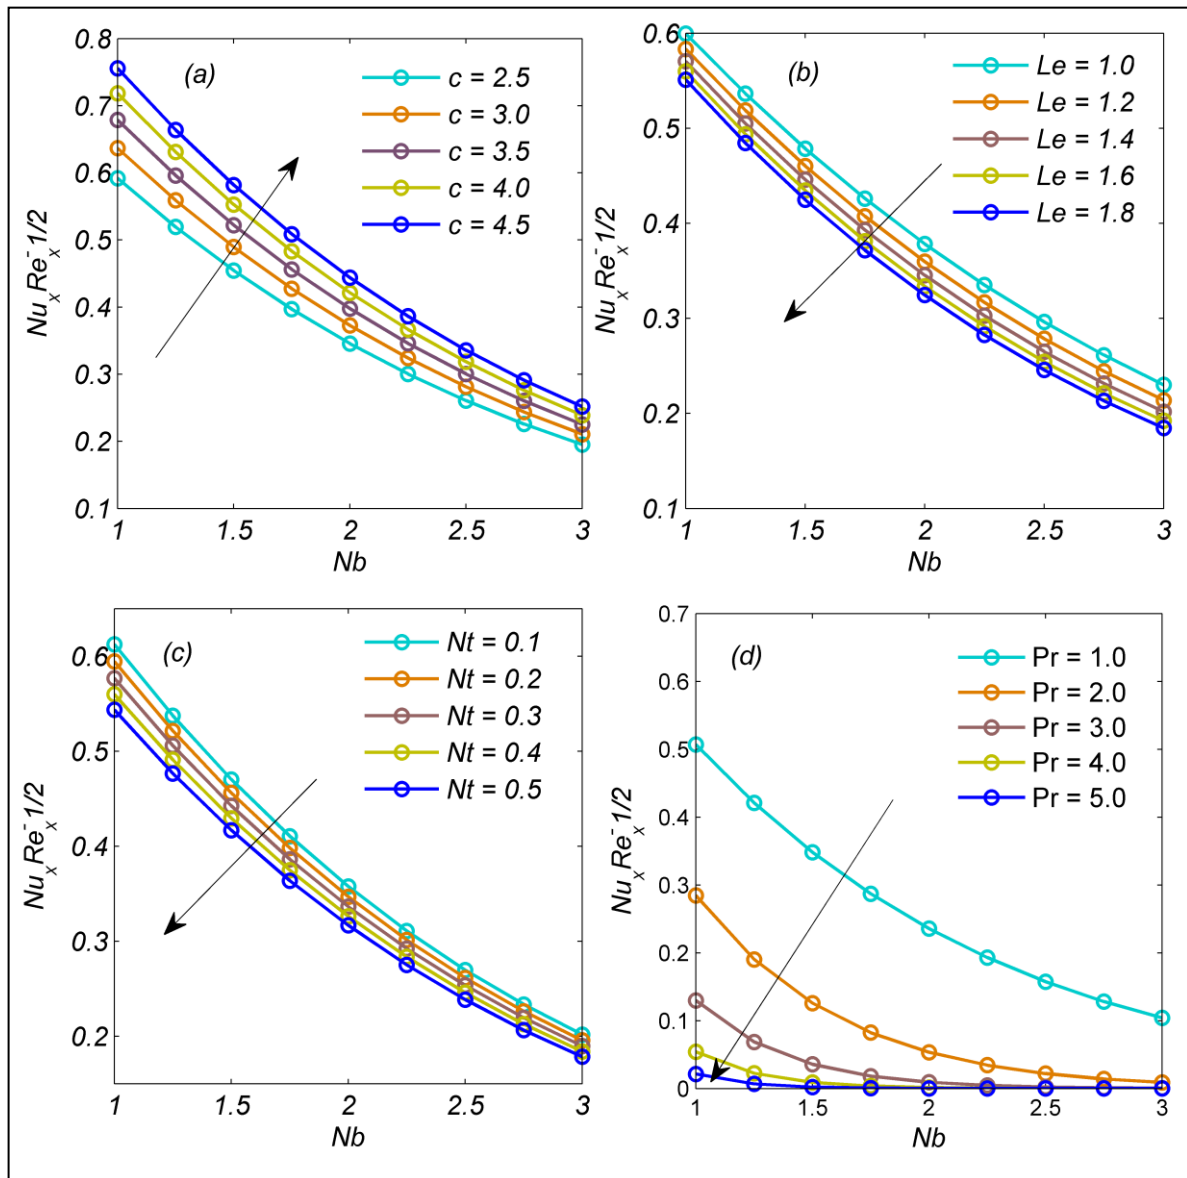 (a)
c = 2.5
c = 3.0
c = 3.5
c = 4.0
c = 4.5
0.8
0.7
0.6
0.5
0.4
0.3
0.2
0.1
Nu_x Re_x^- 1/2
1 1.5 2 2.5 3
Nb
(b)
Le = 1.0
Le = 1.2
Le = 1.4
Le = 1.6
Le = 1.8
0.6
0.5
0.4
0.3
0.2
0.1
Nu_x Re_x^- 1/2
1 1.5 2 2.5 3
Nb
(c)
Nt = 0.1
Nt = 0.2
Nt = 0.3
Nt = 0.4
Nt = 0.5
0.6
0.5
0.4
0.3
0.2
Nu_x Re_x^- 1/2
1 1.5 2 2.5 3
Nb
(d)
Pr = 1.0
Pr = 2.0
Pr = 3.0
Pr = 4.0
Pr = 5.0
0.7
0.6
0.5
0.4
0.3
0.2
0.1
0
Nu_x Re_x^- 1/2
1 1.5 2 2.5 3
Nb